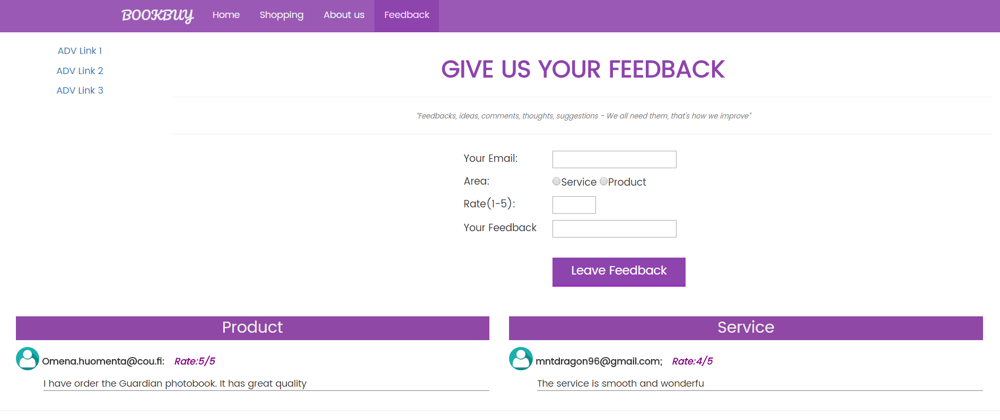 BOOKBUY Home Shopping About us Feedback
ADV Link 1
ADV Link 2
ADV Link 3
GIVE US YOUR FEEDBACK
"Feedbacks, ideas, comments, thoughts, suggestions - We all need them, that's how we improve"
Your Email:
Area: Service Product
Rate(1-5):
Your Feedback
Leave Feedback
Product
Omena.huomenta@cou.fi: Rate:5/5
I have order the Guardian photobook. It has great quality
Service
mntdragon96@gmail.com; Rate:4/5
The service is smooth and wonderfu